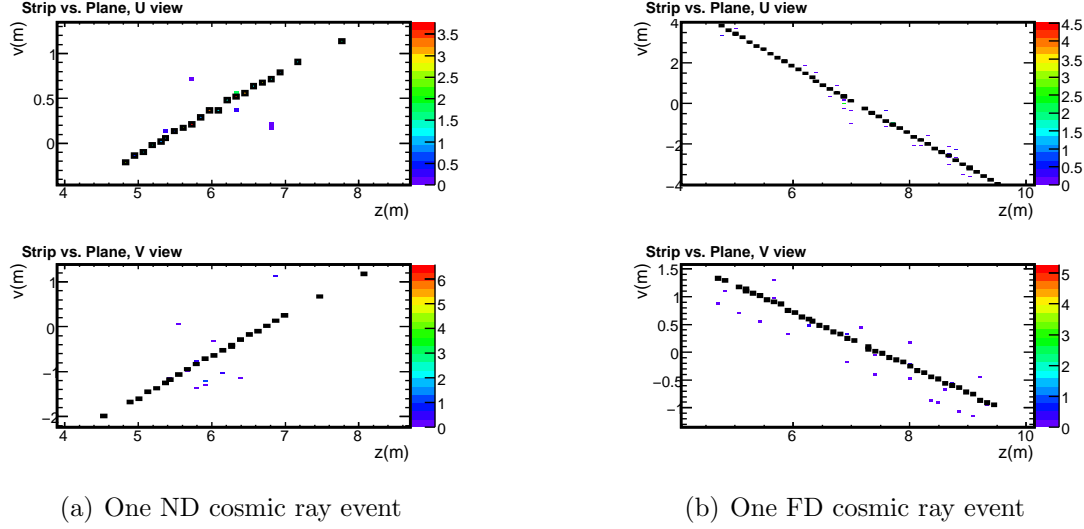 Strip vs. Plane, U view
v(m)
1
0.5
0
4 5 6 7 8
z(m)
3.5
3
2.5
2
1.5
1
0.5
0
Strip vs. Plane, U view
v(m)
4
2
0
−2
−4
6 8 10
z(m)
4.5
4
3.5
3
2.5
2
1.5
1
0.5
0
Strip vs. Plane, V view
v(m)
1
0
−1
−2
4 5 6 7 8
z(m)
6
5
4
3
2
1
0
Strip vs. Plane, V view
v(m)
1.5
1
0.5
0
−0.5
−1
6 8 10
z(m)
5
4
3
2
1
0
(a) One ND cosmic ray event
(b) One FD cosmic ray event